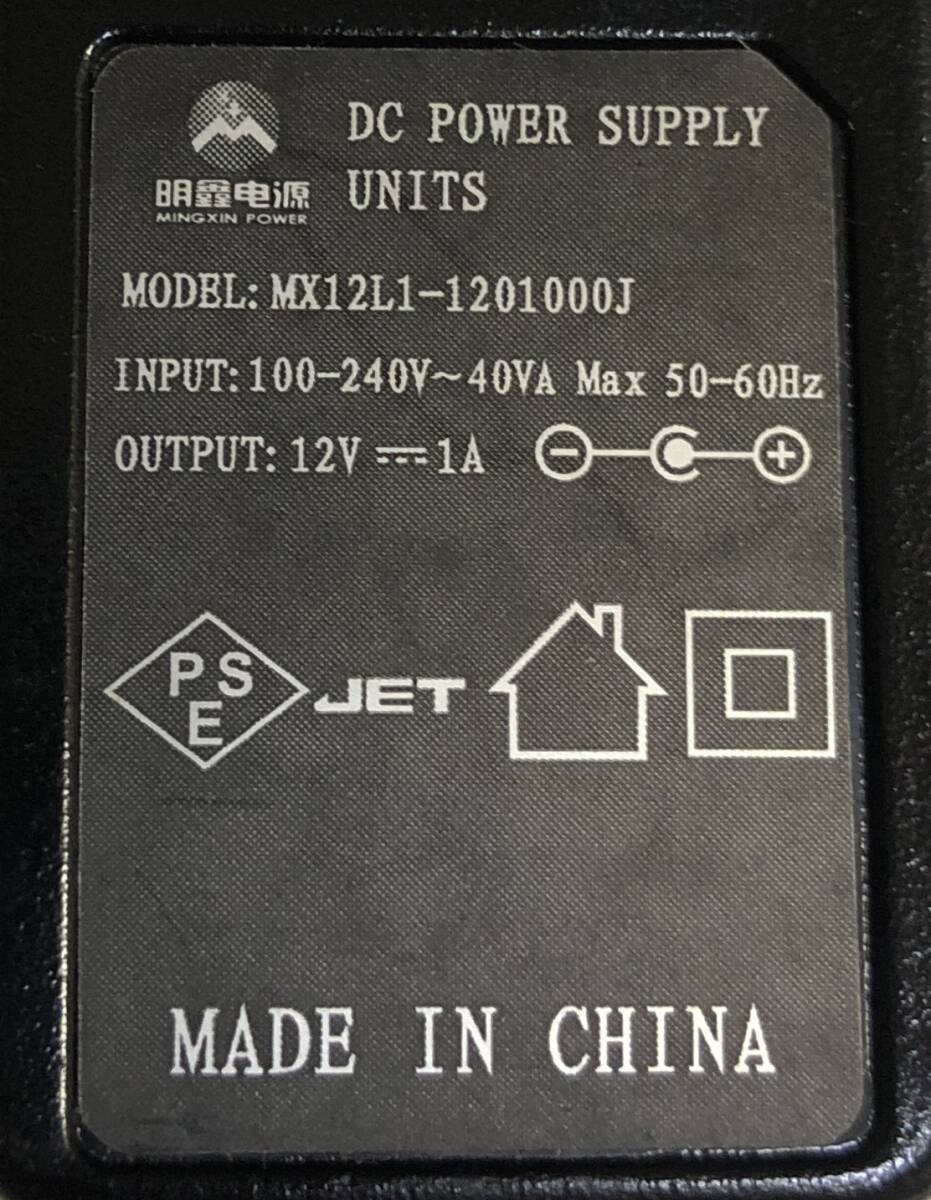 DC POWER SUPPLY
UNITS
明鑫电源
MINGXIN POWER
MODEL: MX12L1-1201000J
INPUT: 100-240V~40VA Max 50-60Hz
OUTPUT: 12V ⎓ 1A
PSE
JET
MADE IN CHINA